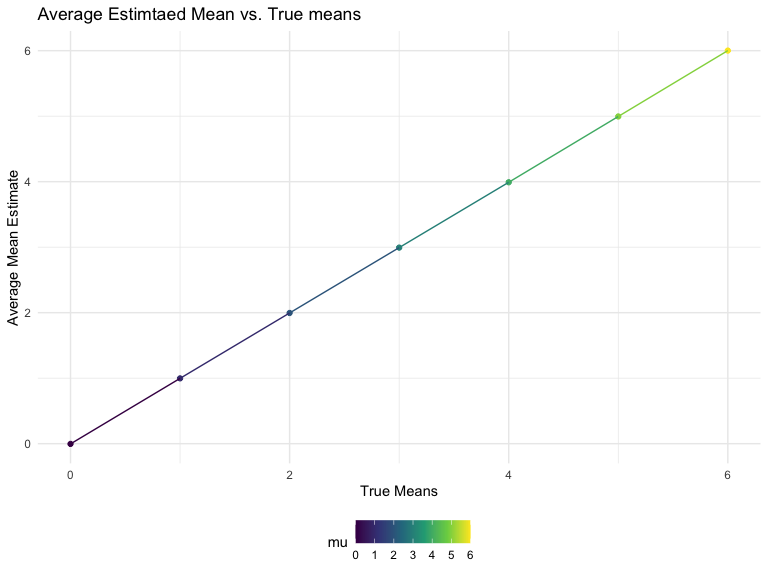 Average Estimtaed Mean vs. True means
6
4
2
0
Average Mean Estimate
0 2 4 6
True Means
mu
0 1 2 3 4 5 6